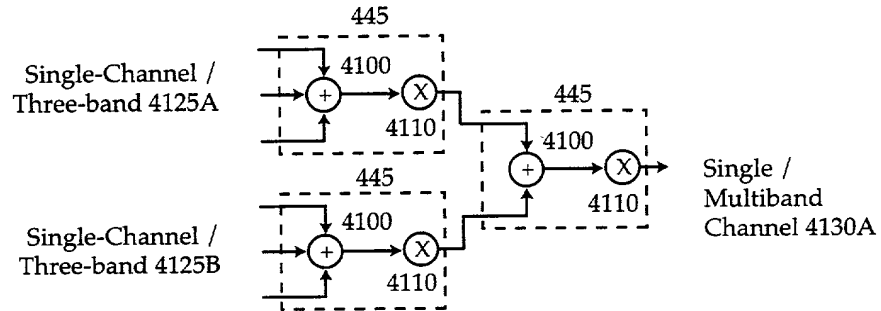 445
4100
Single-Channel /
Three-band 4125A
+
X
4110
445
4100
+
X
4110
Single /
Multiband
Channel 4130A
445
4100
Single-Channel /
Three-band 4125B
+
X
4110